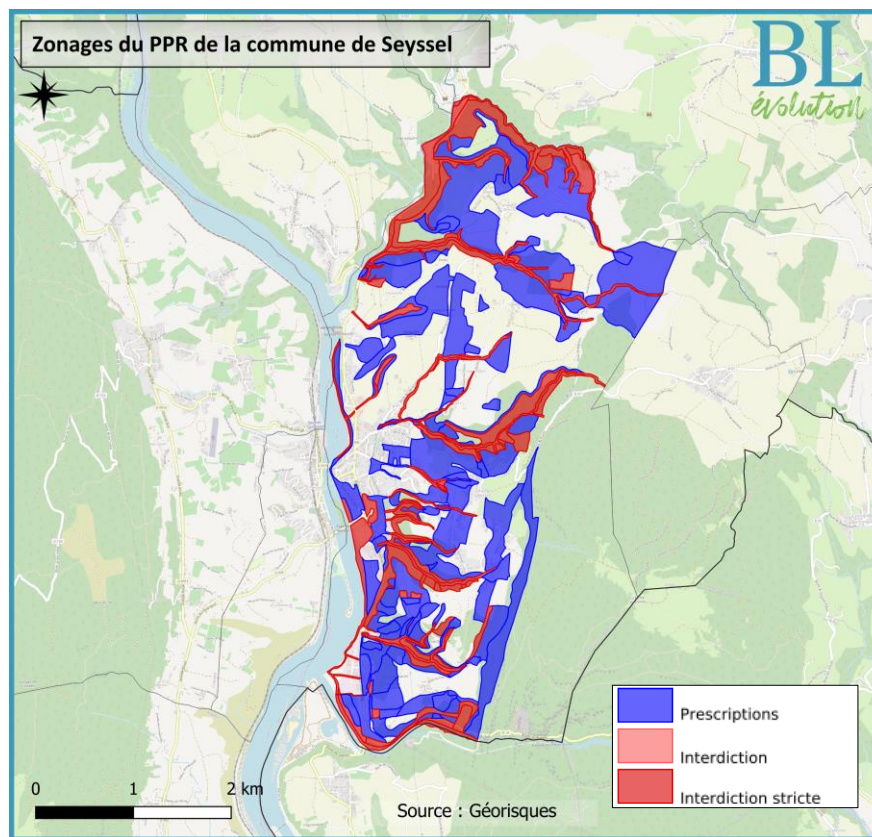 Zonages du PPR de la commune de Seyssel
BL
évolution
Prescriptions
Interdiction
Interdiction stricte
0 1 2 km
Source : Géorisques